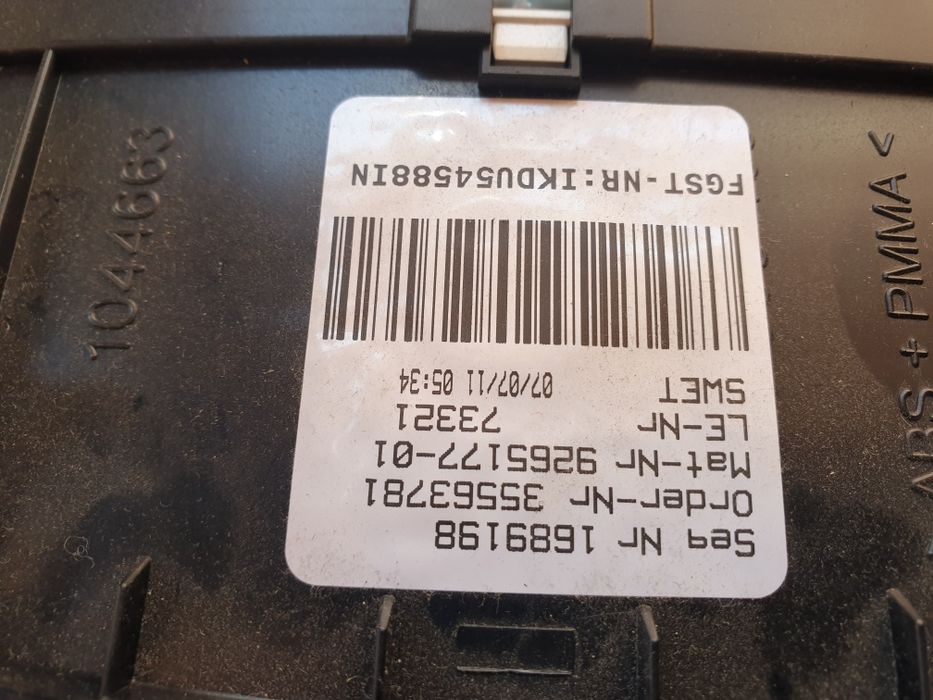 Seq Nr 1689198
Order-Nr 35563781
Mat-Nr 9265177-01
LE-Nr 73321
SWET 07/07/11 05:34
FGST-NR:IKDU54588IN
1044663
ABS + PMMA <